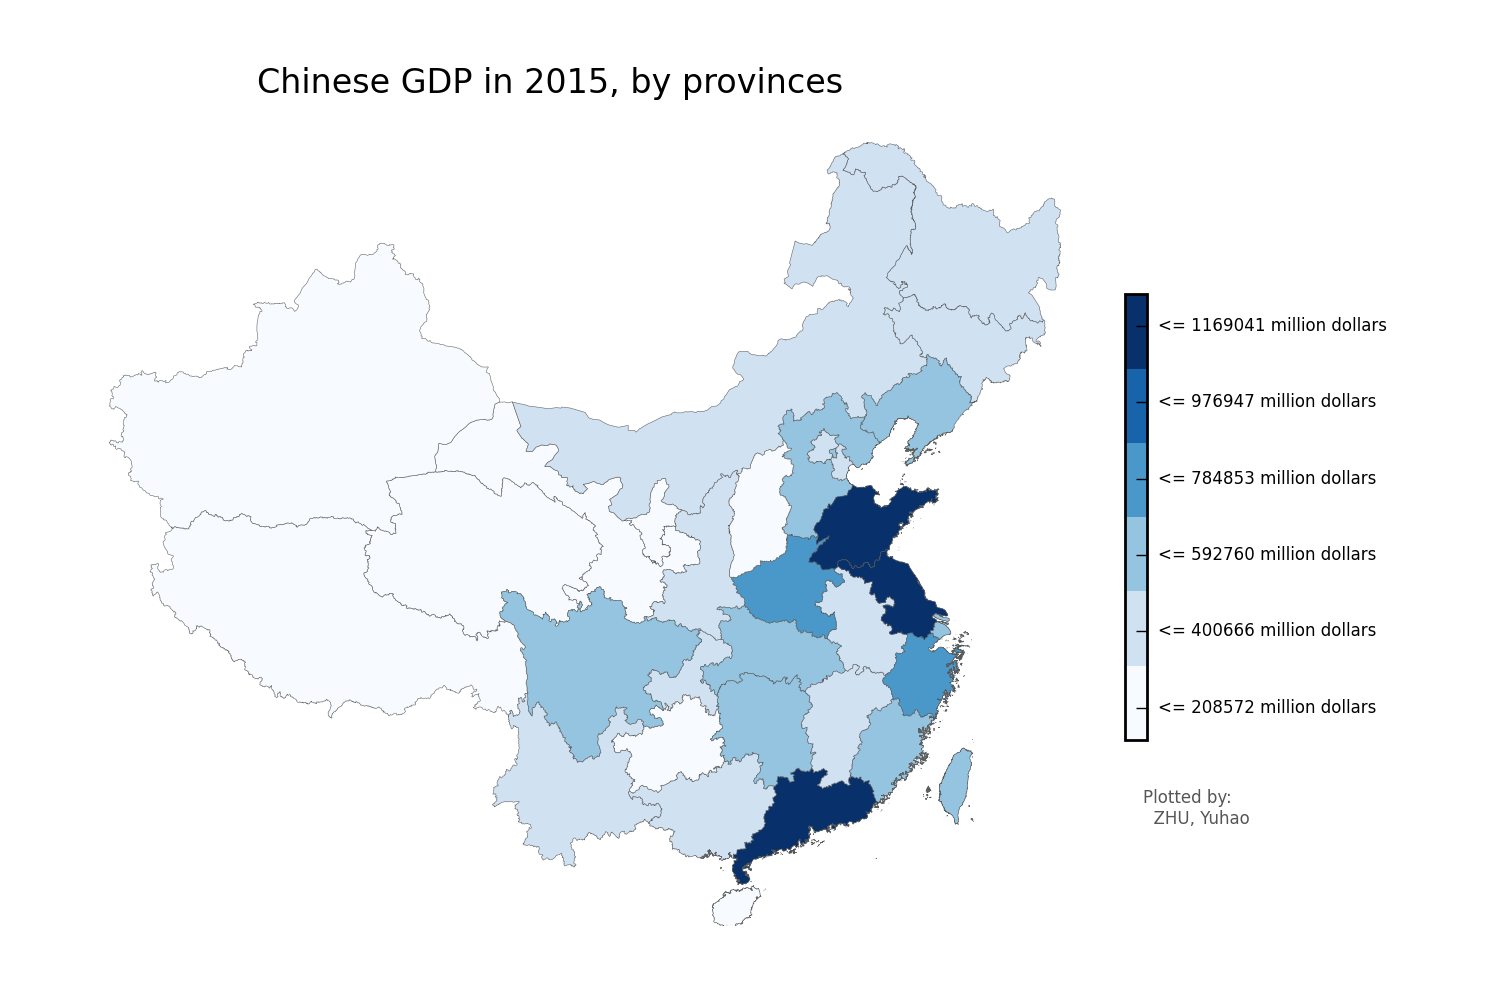 Chinese GDP in 2015, by provinces
<= 1169041 million dollars
<= 976947 million dollars
<= 784853 million dollars
<= 592760 million dollars
<= 400666 million dollars
<= 208572 million dollars
Plotted by:
ZHU, Yuhao